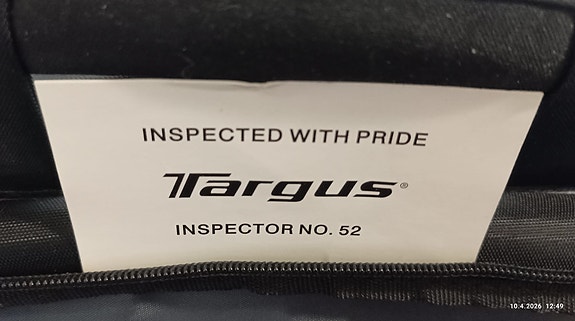 INSPECTED WITH PRIDE
Targus®
INSPECTOR NO. 52
10.4.2026 12:49